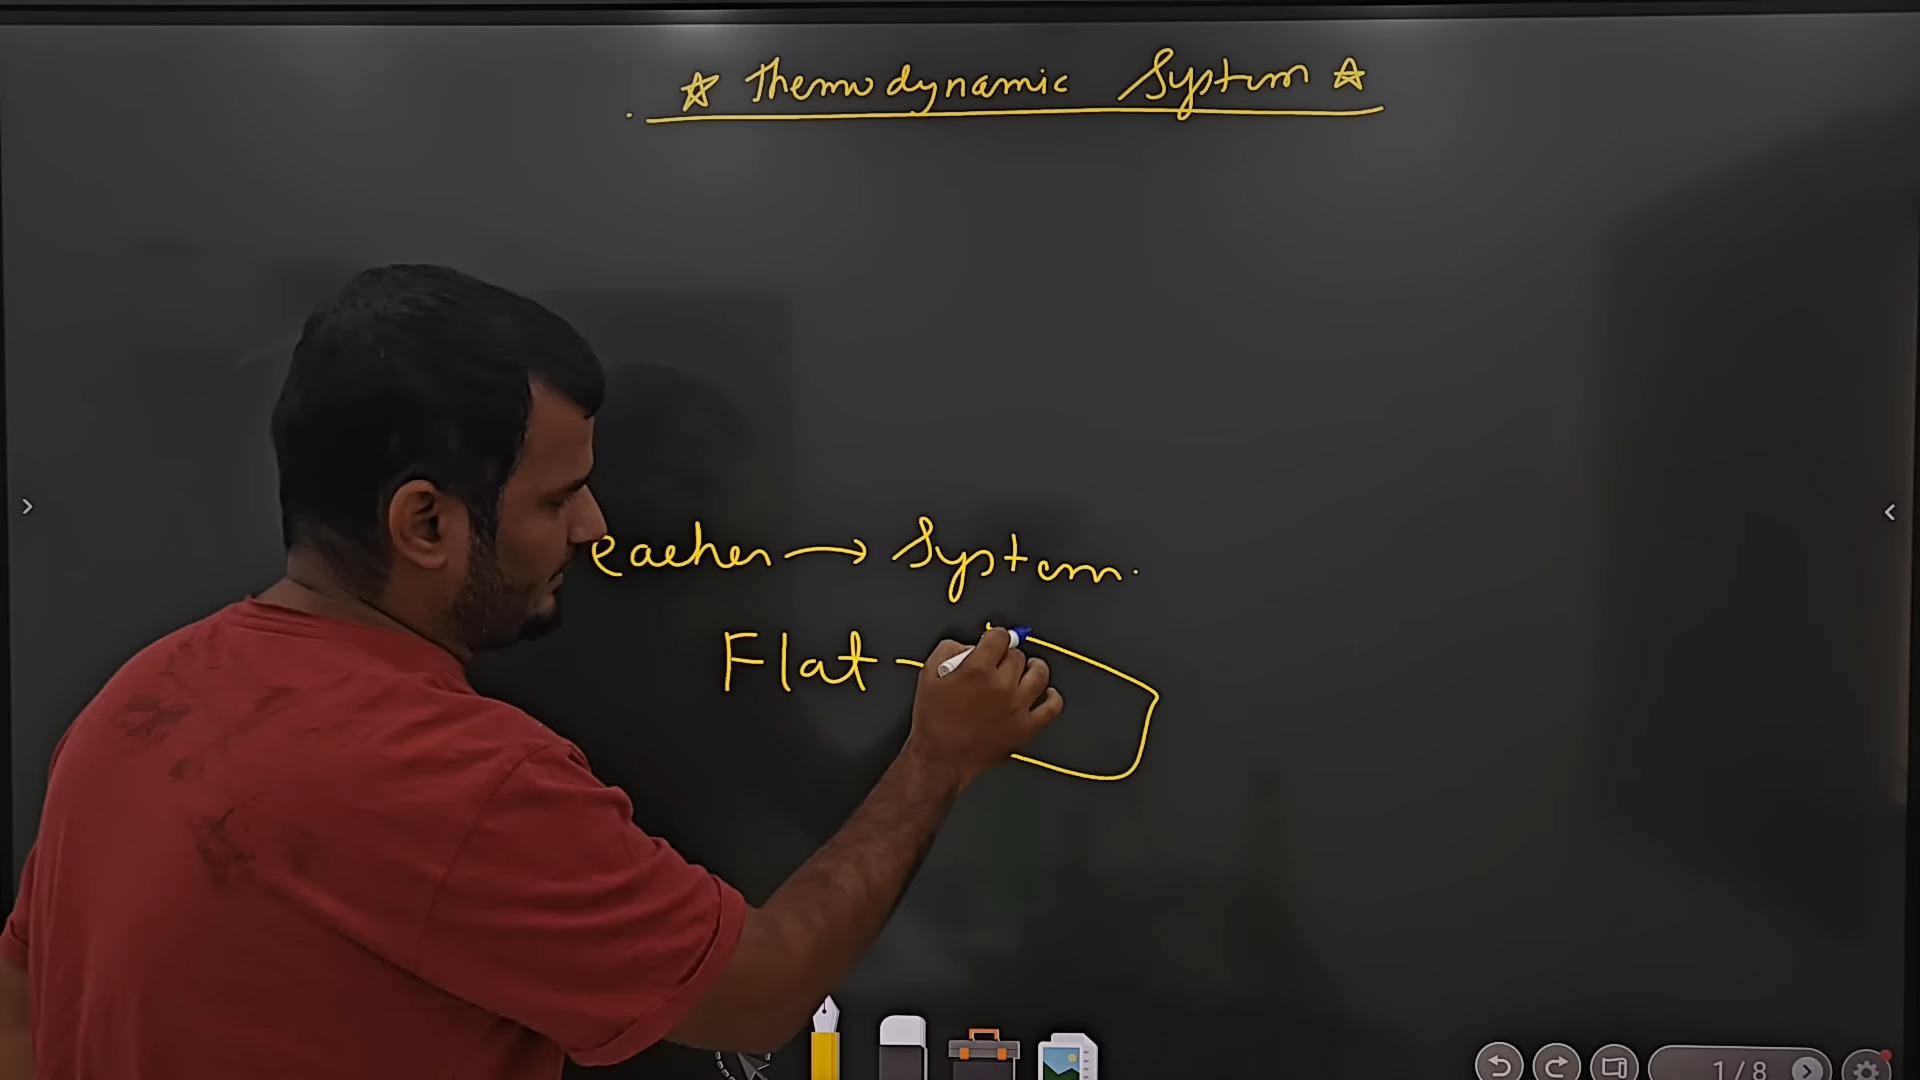 ☆ Thermodynamic System ☆
eacher → System.
Flat
1/8